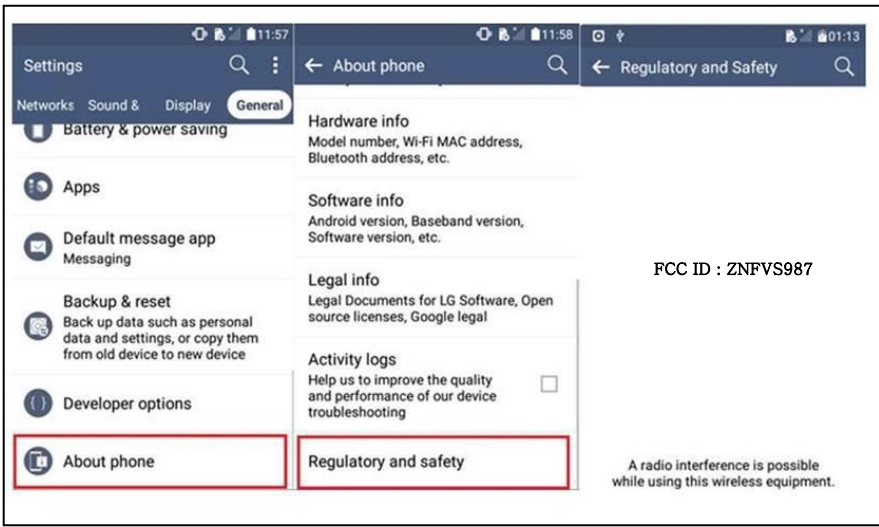 11:57
Settings
Networks Sound & Display General
Battery & power saving
Apps
Default message app
Messaging
Backup & reset
Back up data such as personal
data and settings, or copy them
from old device to new device
Developer options
About phone
11:58
About phone
Hardware info
Model number, Wi-Fi MAC address,
Bluetooth address, etc.
Software info
Android version, Baseband version,
Software version, etc.
Legal info
Legal Documents for LG Software, Open
source licenses, Google legal
Activity logs
Help us to improve the quality
and performance of our device
troubleshooting
Regulatory and safety
01:13
Regulatory and Safety
FCC ID : ZNFVS987
A radio interference is possible
while using this wireless equipment.